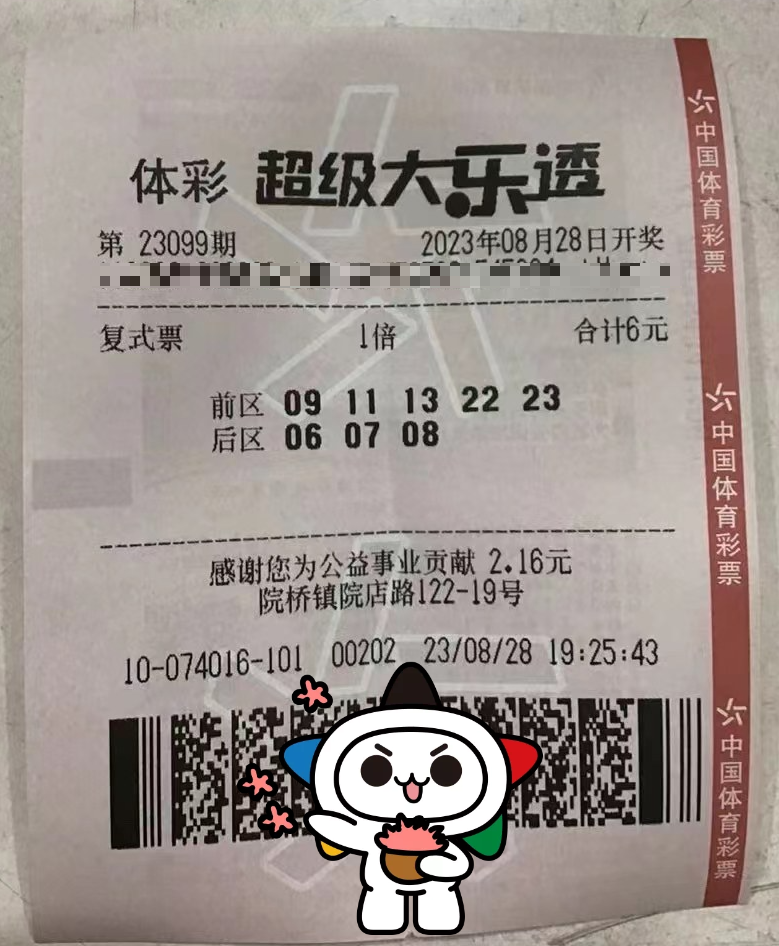 体彩 超级大乐透
第 23099期 2023年08月28日开奖
复式票 1倍 合计6元
前区 09 11 13 22 23
后区 06 07 08
感谢您为公益事业贡献 2.16元
院桥镇院店路122-19号
10-074016-101 00202 23/08/28 19:25:43
中国体育彩票
中国体育彩票
中国体育彩票